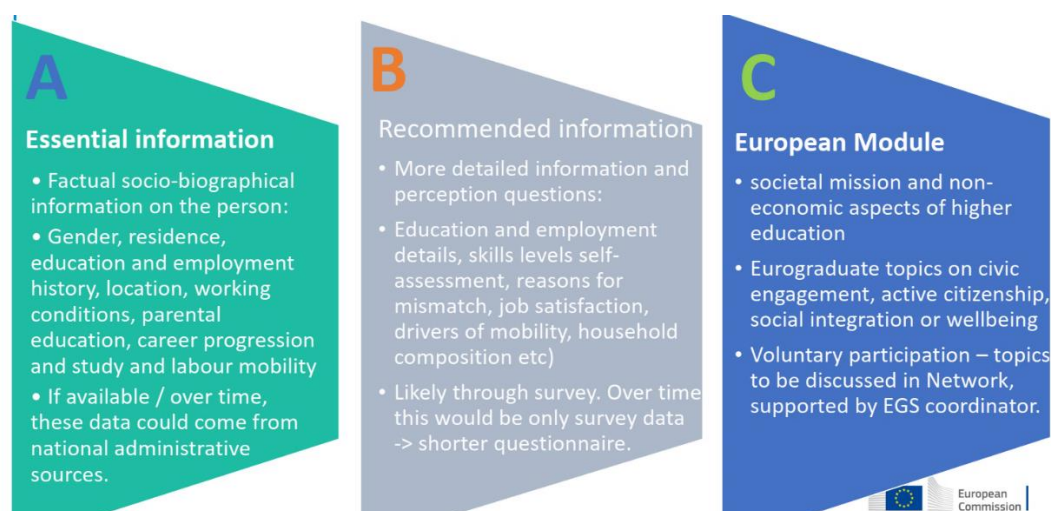 A
Essential information
• Factual socio-biographical
information on the person:
• Gender, residence,
education and employment
history, location, working
conditions, parental
education, career progression
and study and labour mobility
• If available / over time,
these data could come from
national administrative
sources.
B
Recommended information
• More detailed information and
perception questions:
• Education and employment
details, skills levels self-
assessment, reasons for
mismatch, job satisfaction,
drivers of mobility, household
composition etc)
• Likely through survey. Over time
this would be only survey data
-> shorter questionnaire.
C
European Module
• societal mission and non-
economic aspects of higher
education
• Eurograduate topics on civic
engagement, active citizenship,
social integration or wellbeing
• Voluntary participation – topics
to be discussed in Network,
supported by EGS coordinator.
European
Commission